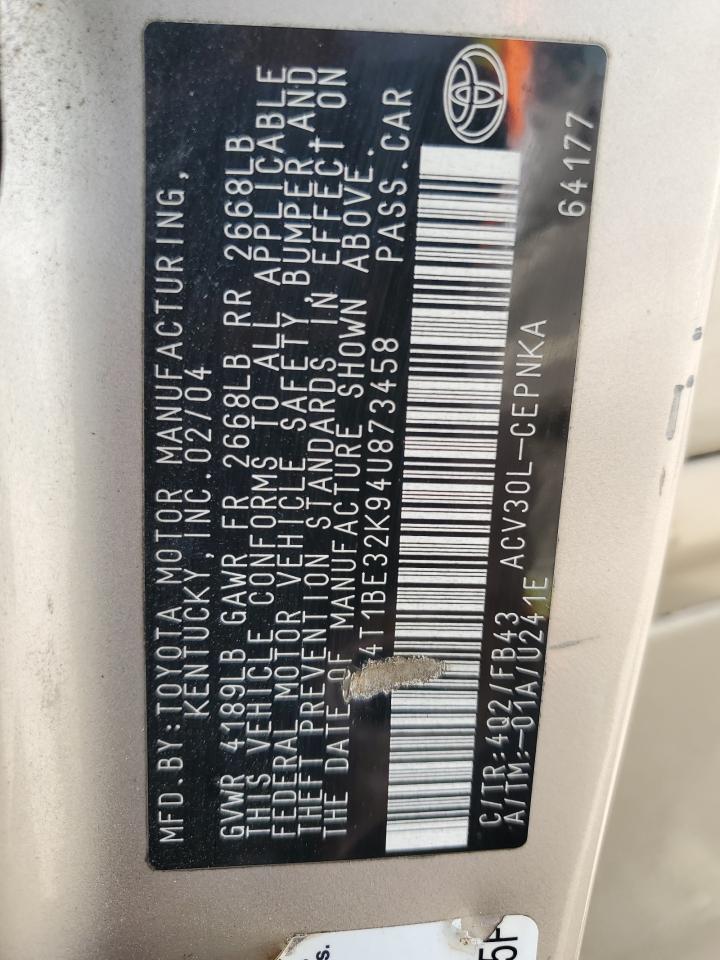 MFD.BY:TOYOTA MOTOR MANUFACTURING,
KENTUCKY,INC.02/04
GVWR 4189LB GAWR FR 2668LB RR 2668LB
THIS VEHICLE CONFORMS TO ALL APPLICABLE
FEDERAL MOTOR VEHICLE SAFETY,BUMPER,AND
THEFT PREVENTION STANDARDS IN EFFECT ON
THE DATE OF MANUFACTURE SHOWN ABOVE.
4T1BE32K94U873458 PASS.CAR
C/TR:4Q2/FB43 ACV30L-CEPNKA 64177
A/TM:-01A/U241E
s.
5F